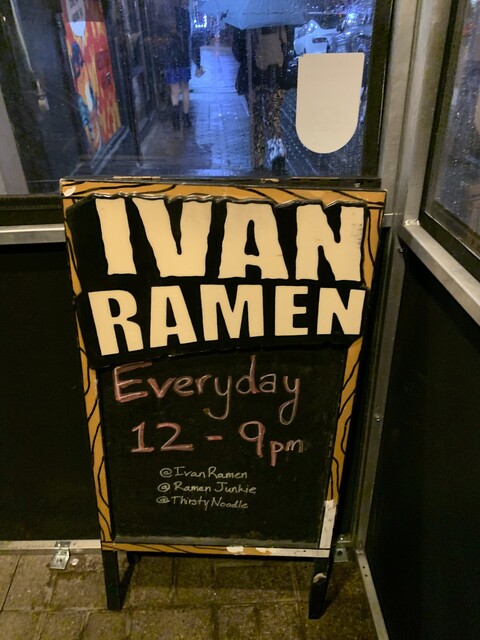 IVAN
RAMEN
Everyday
12 - 9pm
@IvanRamen
@Ramen Junkie
@ThirstyNoodle